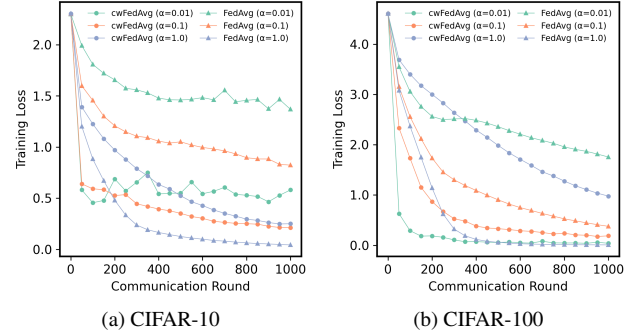 cwFedAvg (α=0.01) FedAvg (α=0.01)
cwFedAvg (α=0.1) FedAvg (α=0.1)
cwFedAvg (α=1.0) FedAvg (α=1.0)
Training Loss
2.0
1.5
1.0
0.5
0.0
0 200 400 600 800 1000
Communication Round
(a) CIFAR-10
cwFedAvg (α=0.01) FedAvg (α=0.01)
cwFedAvg (α=0.1) FedAvg (α=0.1)
cwFedAvg (α=1.0) FedAvg (α=1.0)
Training Loss
4.0
3.0
2.0
1.0
0.0
0 200 400 600 800 1000
Communication Round
(b) CIFAR-100